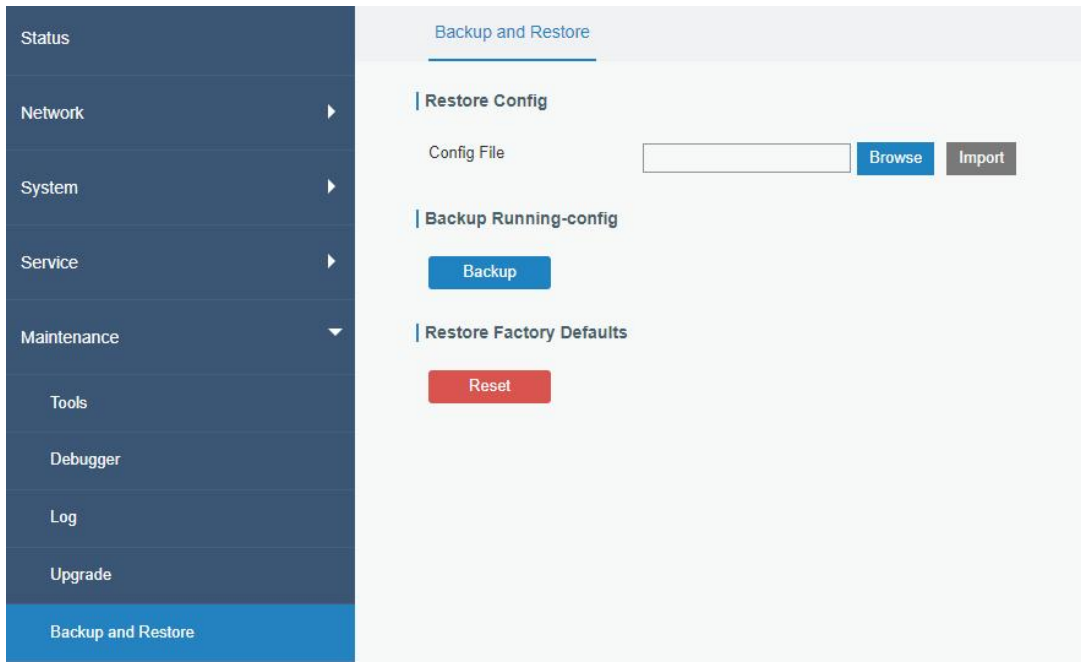 Status
Network
System
Service
Maintenance
Tools
Debugger
Log
Upgrade
Backup and Restore
Backup and Restore
Restore Config
Config File
Browse
Import
Backup Running-config
Backup
Restore Factory Defaults
Reset